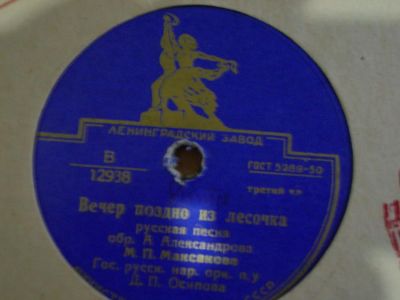 ЛЕНИНГРАДСКИЙ ЗАВОД
В
12938
ГОСТ 5289-50
третий кл
Вечер поздно из лесочка
русская песня
обр. А. Александрова
М. П. Максакова
Гос. русск. нар. орк. п/у
Д. П. Осипова